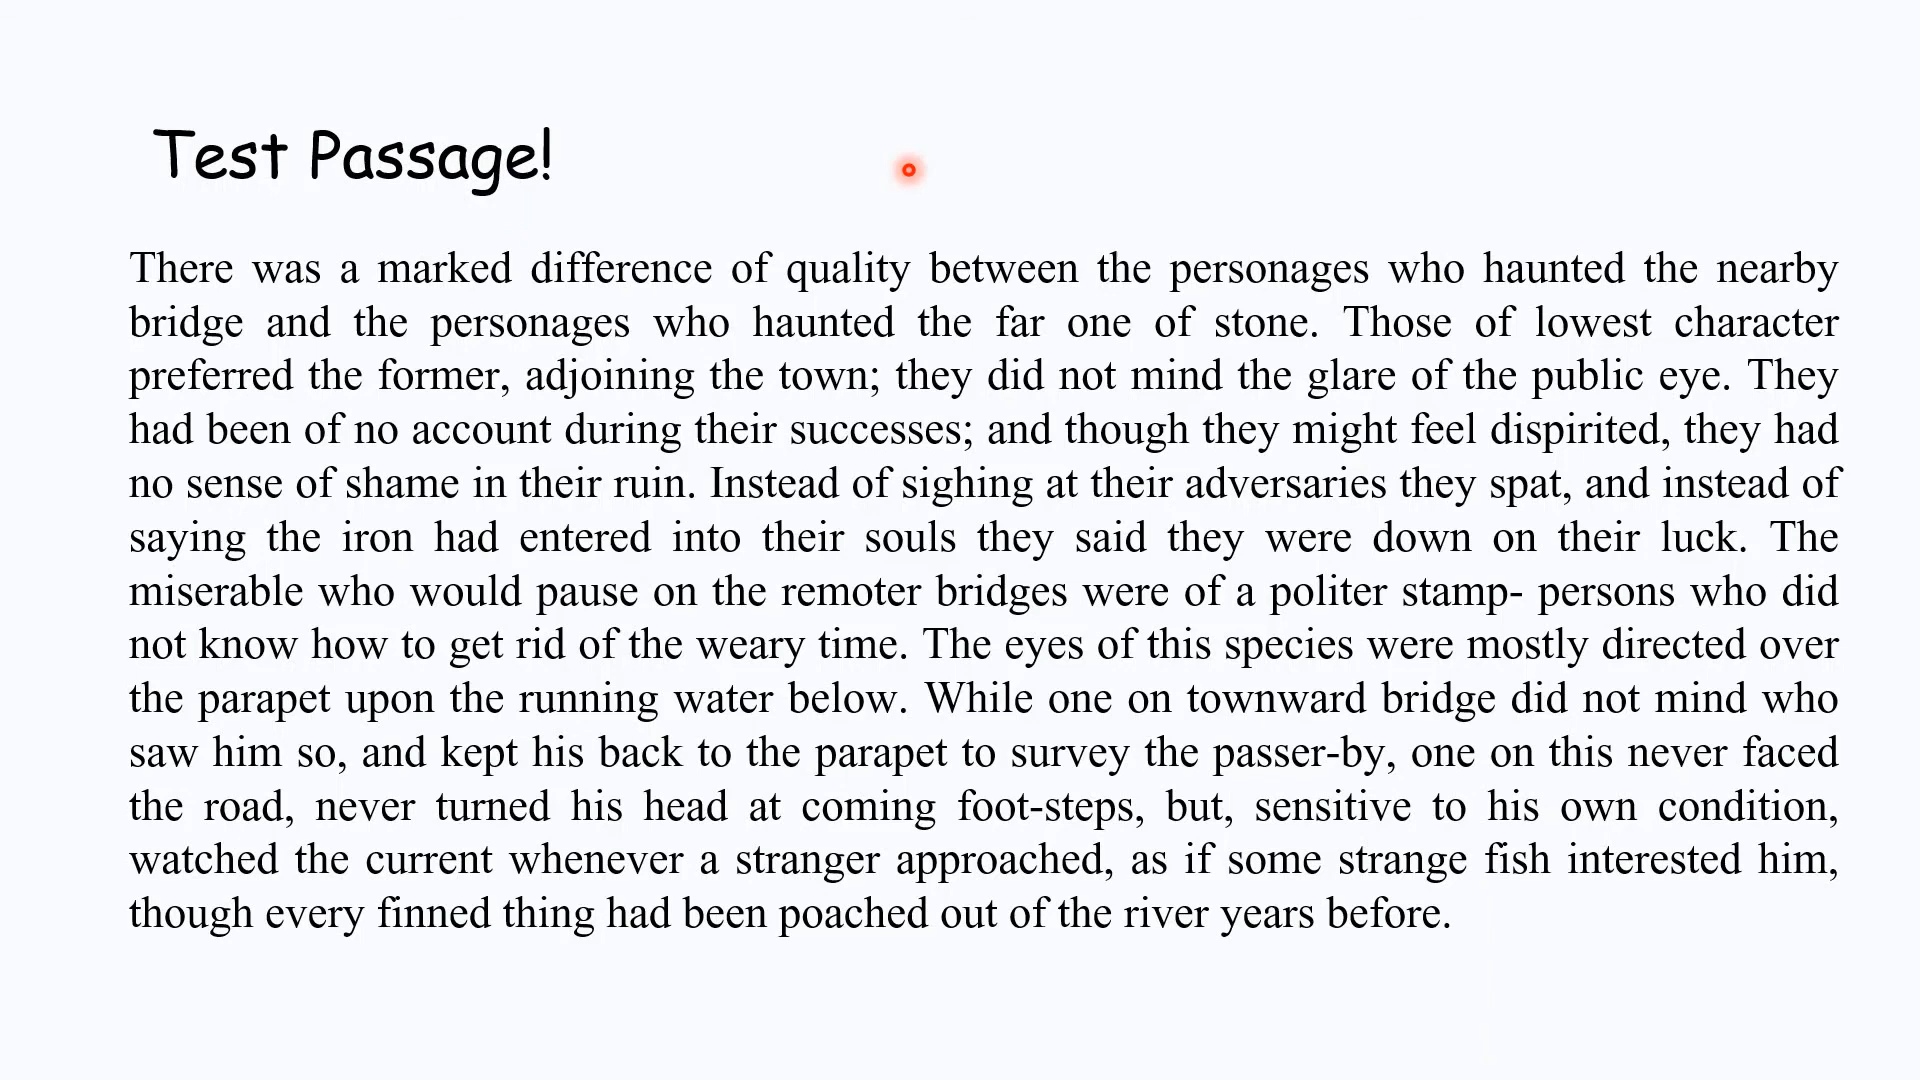 Test Passage!
There was a marked difference of quality between the personages who haunted the nearby
bridge and the personages who haunted the far one of stone. Those of lowest character
preferred the former, adjoining the town; they did not mind the glare of the public eye. They
had been of no account during their successes; and though they might feel dispirited, they had
no sense of shame in their ruin. Instead of sighing at their adversaries they spat, and instead of
saying the iron had entered into their souls they said they were down on their luck. The
miserable who would pause on the remoter bridges were of a politer stamp- persons who did
not know how to get rid of the weary time. The eyes of this species were mostly directed over
the parapet upon the running water below. While one on townward bridge did not mind who
saw him so, and kept his back to the parapet to survey the passer-by, one on this never faced
the road, never turned his head at coming foot-steps, but, sensitive to his own condition,
watched the current whenever a stranger approached, as if some strange fish interested him,
though every finned thing had been poached out of the river years before.